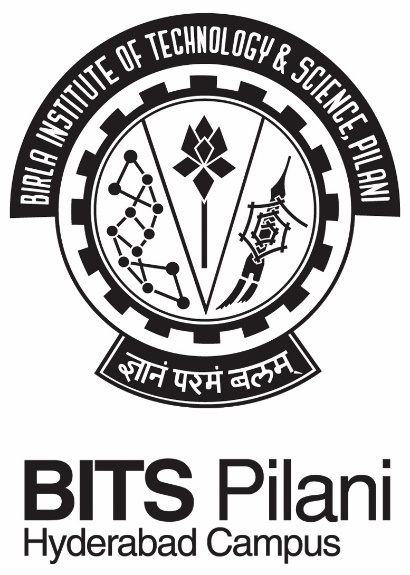 BIRLA INSTITUTE OF TECHNOLOGY & SCIENCE, PILANI
ज्ञानं परमं बलम्
BITS Pilani
Hyderabad Campus